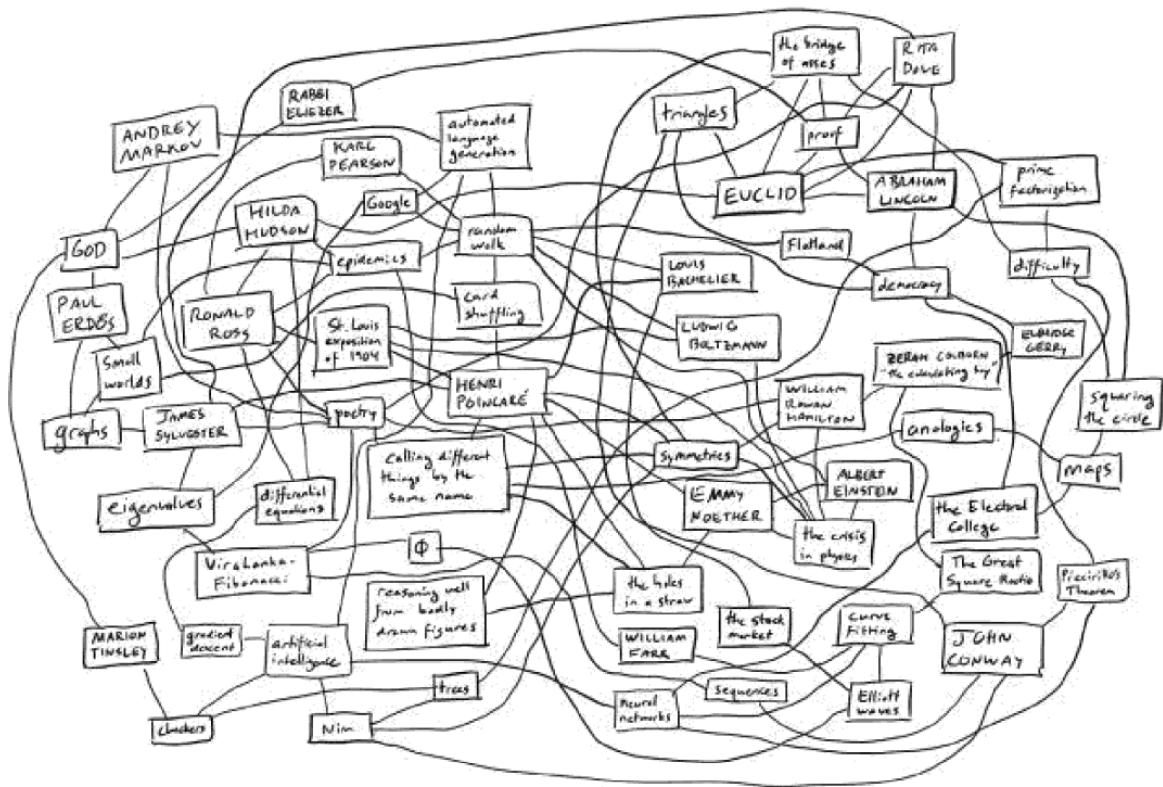 the bridge
of asses
RITA
DOVE
RABBI
ELIEZER
triangles
ANDREY
MARKOV
automated
language
generation
proof
KARL
PEARSON
EUCLID
ABRAHAM
LINCOLN
prime
factorization
Google
HILDA
HUDSON
random
walk
GOD
epidemics
Flatland
LOUIS
BACHELIER
democracy
difficulty
PAUL
ERDŐS
RONALD
ROSS
card
shuffling
St. Louis
exposition
of 1904
LUDWIG
BOLTZMANN
ELBRIDGE
GERRY
Small
worlds
ZERAH COLBURN
"the calculating boy"
HENRI
POINCARÉ
WILLIAM
ROWAN
HAMILTON
squaring
the circle
graphs
JAMES
SYLVESTER
poetry
analogies
calling different
things by the
same name
symmetries
maps
EMMY
NOETHER
ALBERT
EINSTEIN
eigenvalues
differential
equations
the Electoral
College
the crisis
in physics
Virahanka-
Fibonacci
Φ
reasoning well
from badly
drawn figures
the holes
in a straw
The Great
Square Ratio
Piccirillo's
Theorem
the stock
market
curve
fitting
MARION
TINSLEY
gradient
descent
artificial
intelligence
WILLIAM
FARR
JOHN
CONWAY
trees
sequences
Elliott
waves
neural
networks
checkers
Nim